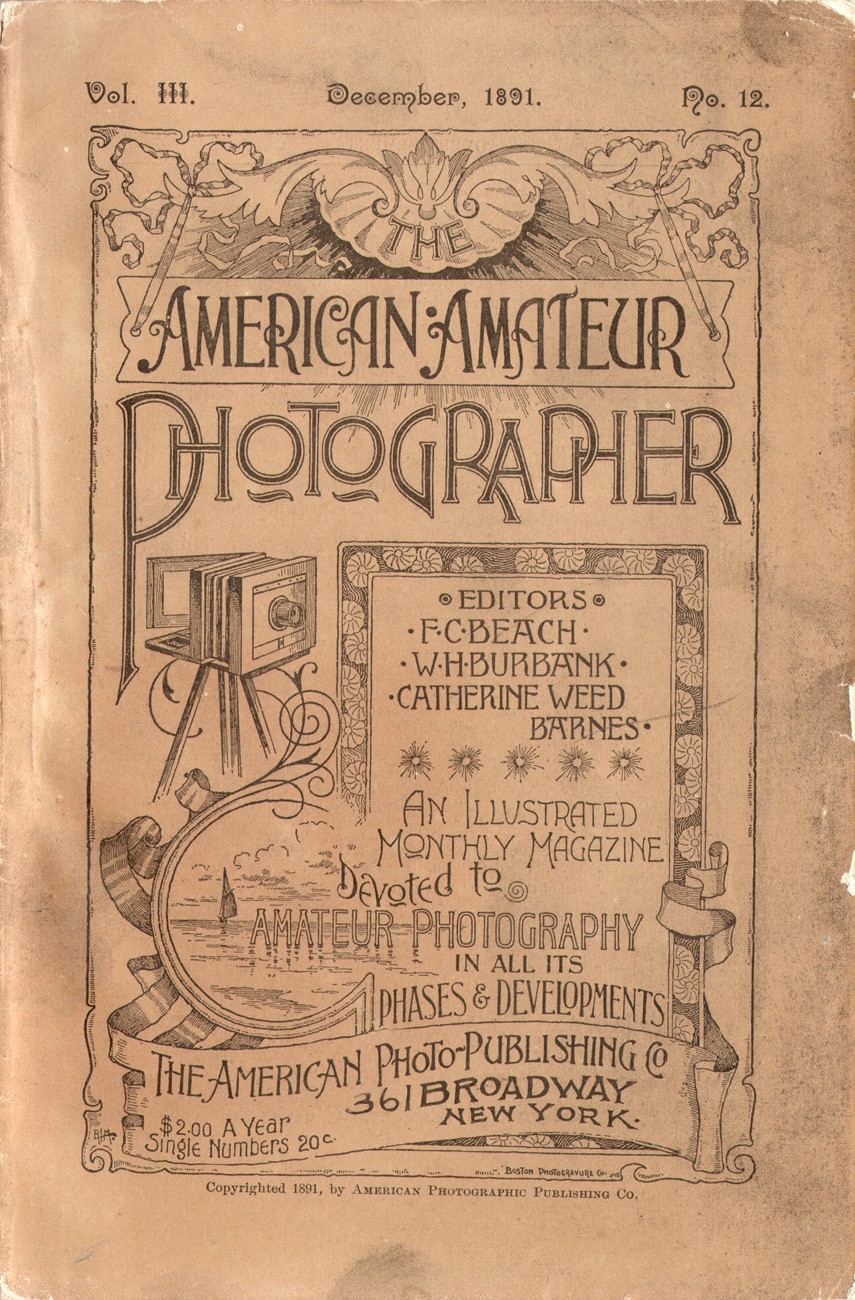 Vol. III. December, 1891. No. 12.
THE
AMERICAN AMATEUR
PHOTOGRAPHER
EDITORS
F·C·BEACH
W·H·BURBANK
CATHERINE WEED
BARNES
AN ILLUSTRATED
MONTHLY MAGAZINE
Devoted to
AMATEUR PHOTOGRAPHY
IN ALL ITS
PHASES & DEVELOPMENTS
THE AMERICAN PHOTO-PUBLISHING CO
361 BROADWAY
NEW YORK.
$2.00 A Year
Single Numbers 20c.
BOSTON PHOTOGRAVURE CO.
Copyrighted 1891, by AMERICAN PHOTOGRAPHIC PUBLISHING CO.